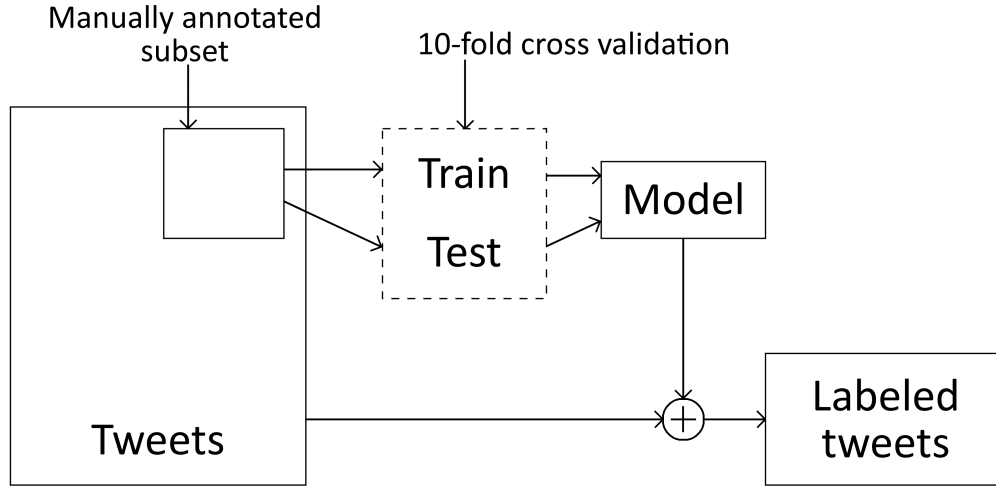 Manually annotated
subset
10-fold cross validation
Train
Test
Model
Tweets
Labeled
tweets